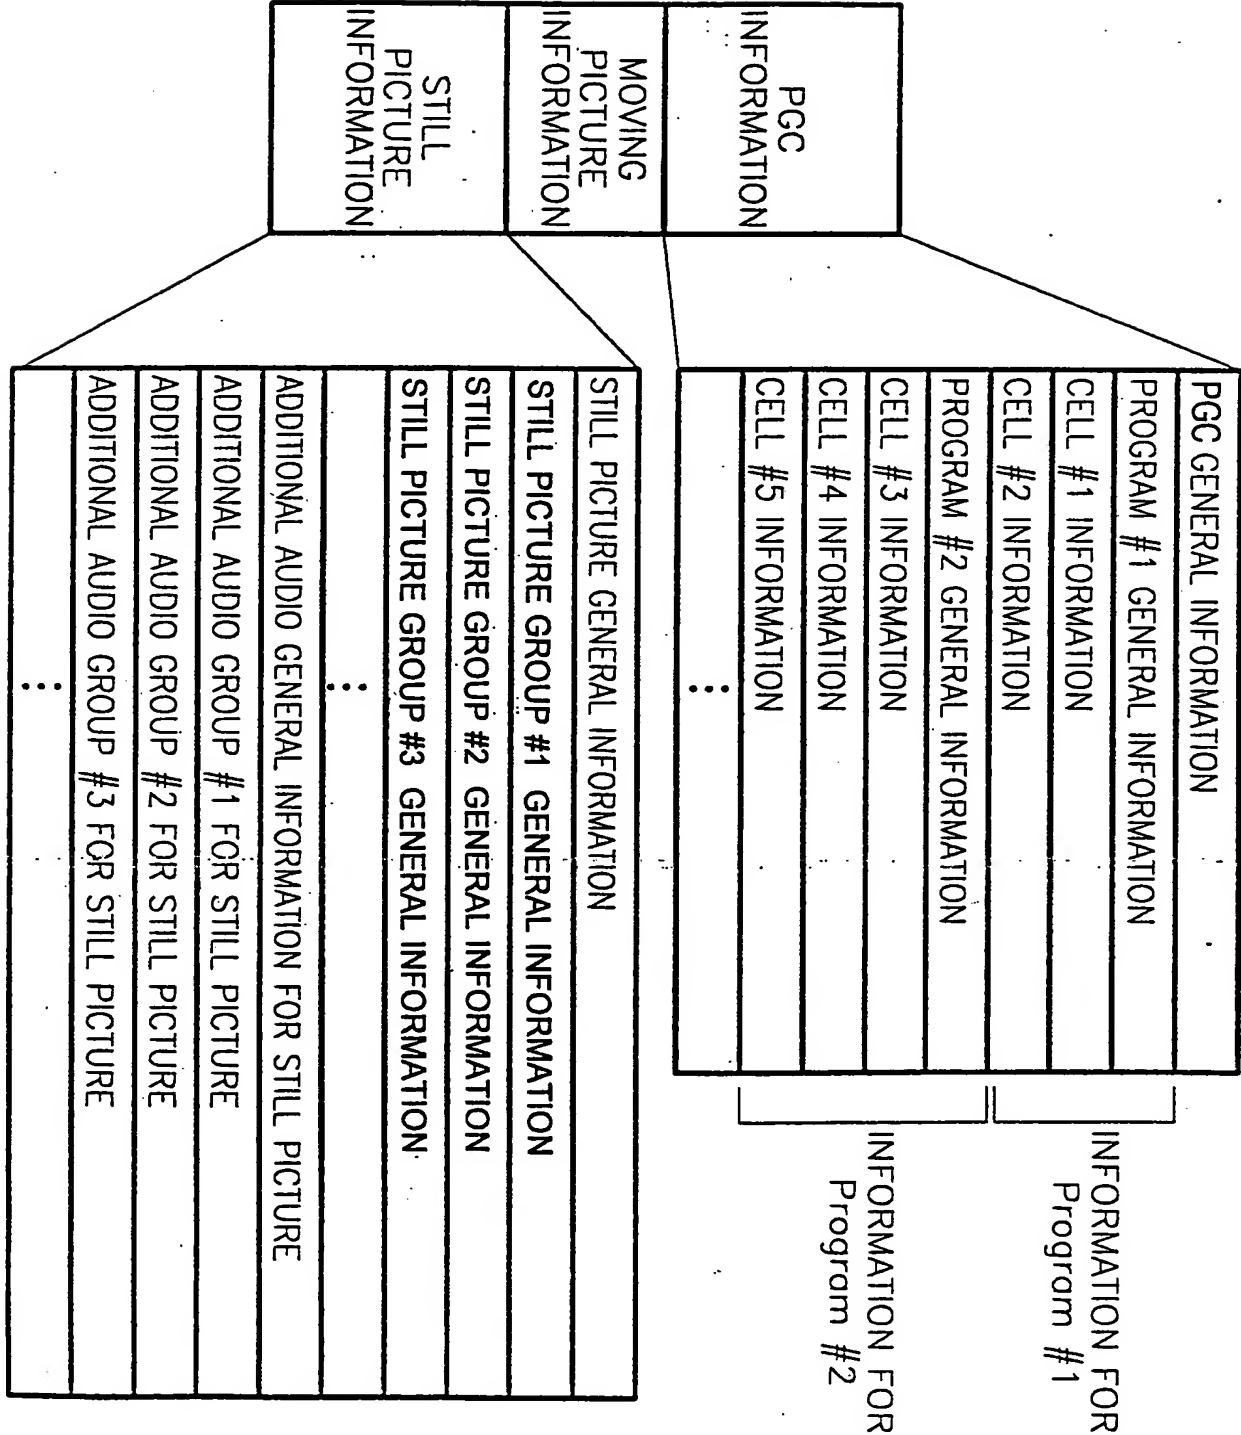 PGC
INFORMATION
MOVING
PICTURE
INFORMATION
STILL
PICTURE
INFORMATION
PGC GENERAL INFORMATION
PROGRAM #1 GENERAL INFORMATION
CELL #1 INFORMATION
CELL #2 INFORMATION
PROGRAM #2 GENERAL INFORMATION
CELL #3 INFORMATION
CELL #4 INFORMATION
CELL #5 INFORMATION
...
INFORMATION FOR
Program #1
INFORMATION FOR
Program #2
STILL PICTURE GENERAL INFORMATION
STILL PICTURE GROUP #1 GENERAL INFORMATION
STILL PICTURE GROUP #2 GENERAL INFORMATION
STILL PICTURE GROUP #3 GENERAL INFORMATION
...
ADDITIONAL AUDIO GENERAL INFORMATION FOR STILL PICTURE
ADDITIONAL AUDIO GROUP #1 FOR STILL PICTURE
ADDITIONAL AUDIO GROUP #2 FOR STILL PICTURE
ADDITIONAL AUDIO GROUP #3 FOR STILL PICTURE
...